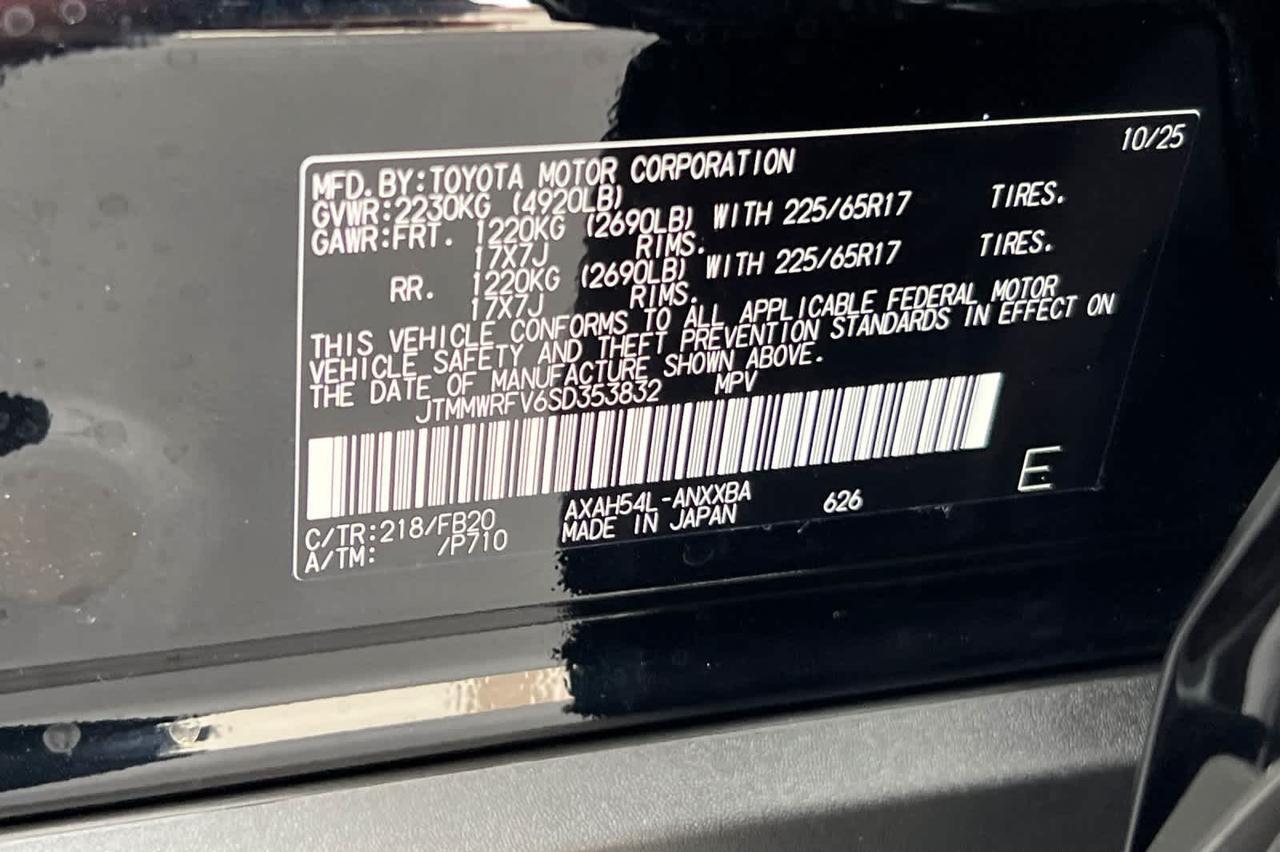 10/25
MFD.BY:TOYOTA MOTOR CORPORATION
GVWR:2230KG (4920LB)
GAWR:FRT. 1220KG (2690LB) WITH 225/65R17 TIRES.
17X7J RIMS.
RR. 1220KG (2690LB) WITH 225/65R17 TIRES.
17X7J RIMS.
THIS VEHICLE CONFORMS TO ALL APPLICABLE FEDERAL MOTOR
VEHICLE SAFETY AND THEFT PREVENTION STANDARDS IN EFFECT ON
THE DATE OF MANUFACTURE SHOWN ABOVE.
JTMMWRFV6SD353832 MPV
C/TR:218/FB20 AXAH54L-ANXXBA 626 E
A/TM: /P710 MADE IN JAPAN